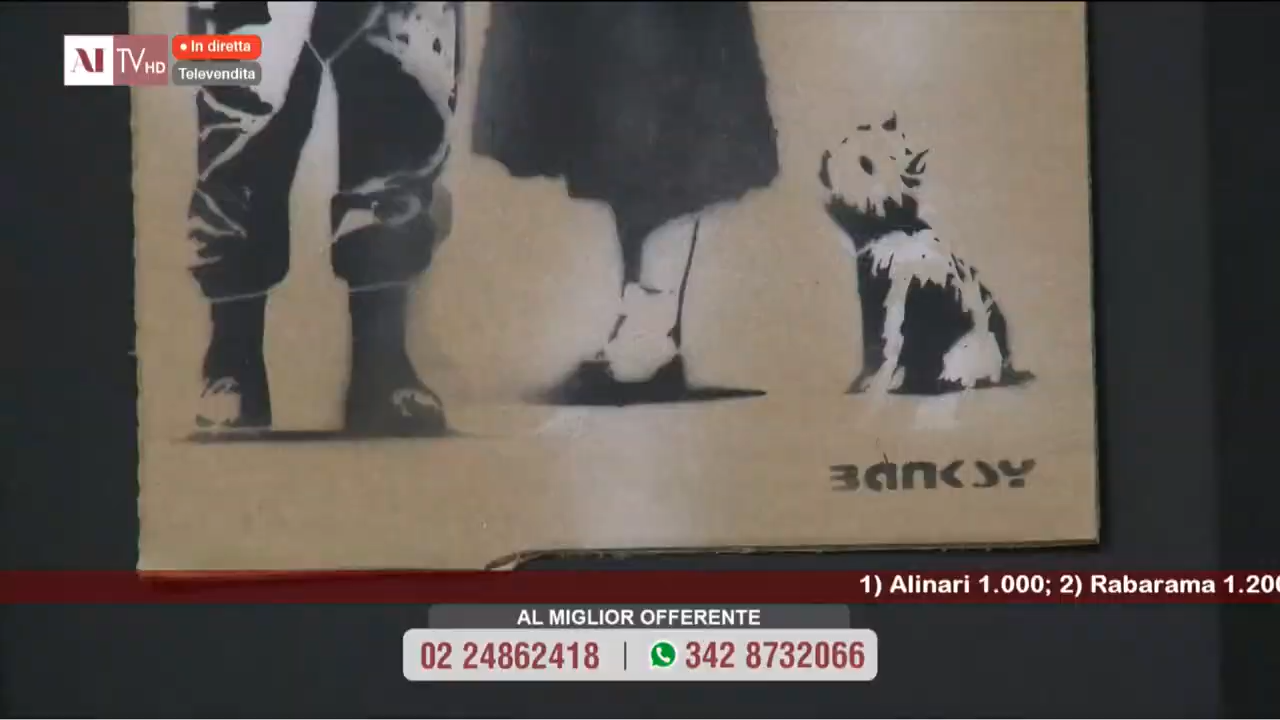 AI TV HD
• In diretta
Televendita
BANKSY
1) Alinari 1.000; 2) Rabarama 1.200
AL MIGLIOR OFFERENTE
02 24862418 | 342 8732066